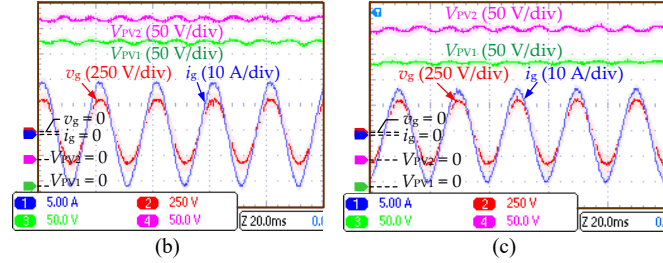 VPV2 (50 V/div)
VPV1 (50 V/div)
vg (250 V/div) ig (10 A/div)
vg = 0
ig = 0
VPV2 = 0
VPV1 = 0
1 5.00 A 2 250 V
3 50.0 V 4 50.0 V
Z 20.0ms 0.
(b)
T
VPV2 (50 V/div)
VPV1 (50 V/div)
vg (250 V/div) ig (10 A/div)
vg = 0
ig = 0
VPV2 = 0
VPV1 = 0
1 5.00 A 2 250 V
3 50.0 V 4 50.0 V
Z 20.0ms 0.
(c)